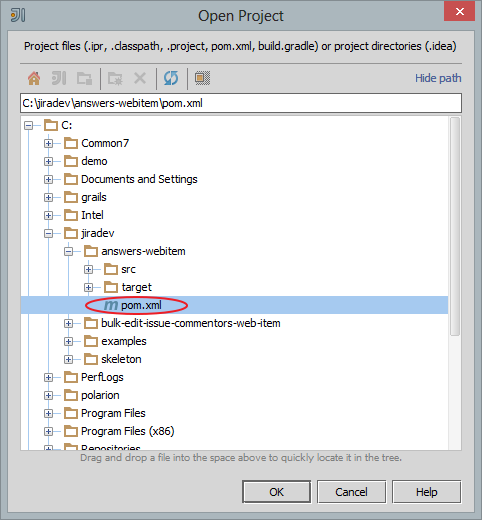 Open Project
Project files (.ipr, .classpath, .project, pom.xml, build.gradle) or project directories (.idea)
Hide path
C:\jiradev\answers-webitem\pom.xml
C:
Common7
demo
Documents and Settings
grails
Intel
jiradev
answers-webitem
src
target
m pom.xml
bulk-edit-issue-commentors-web-item
examples
skeleton
PerfLogs
polarion
Program Files
Program Files (x86)
Repositories
Drag and drop a file into the space above to quickly locate it in the tree.
OK Cancel Help